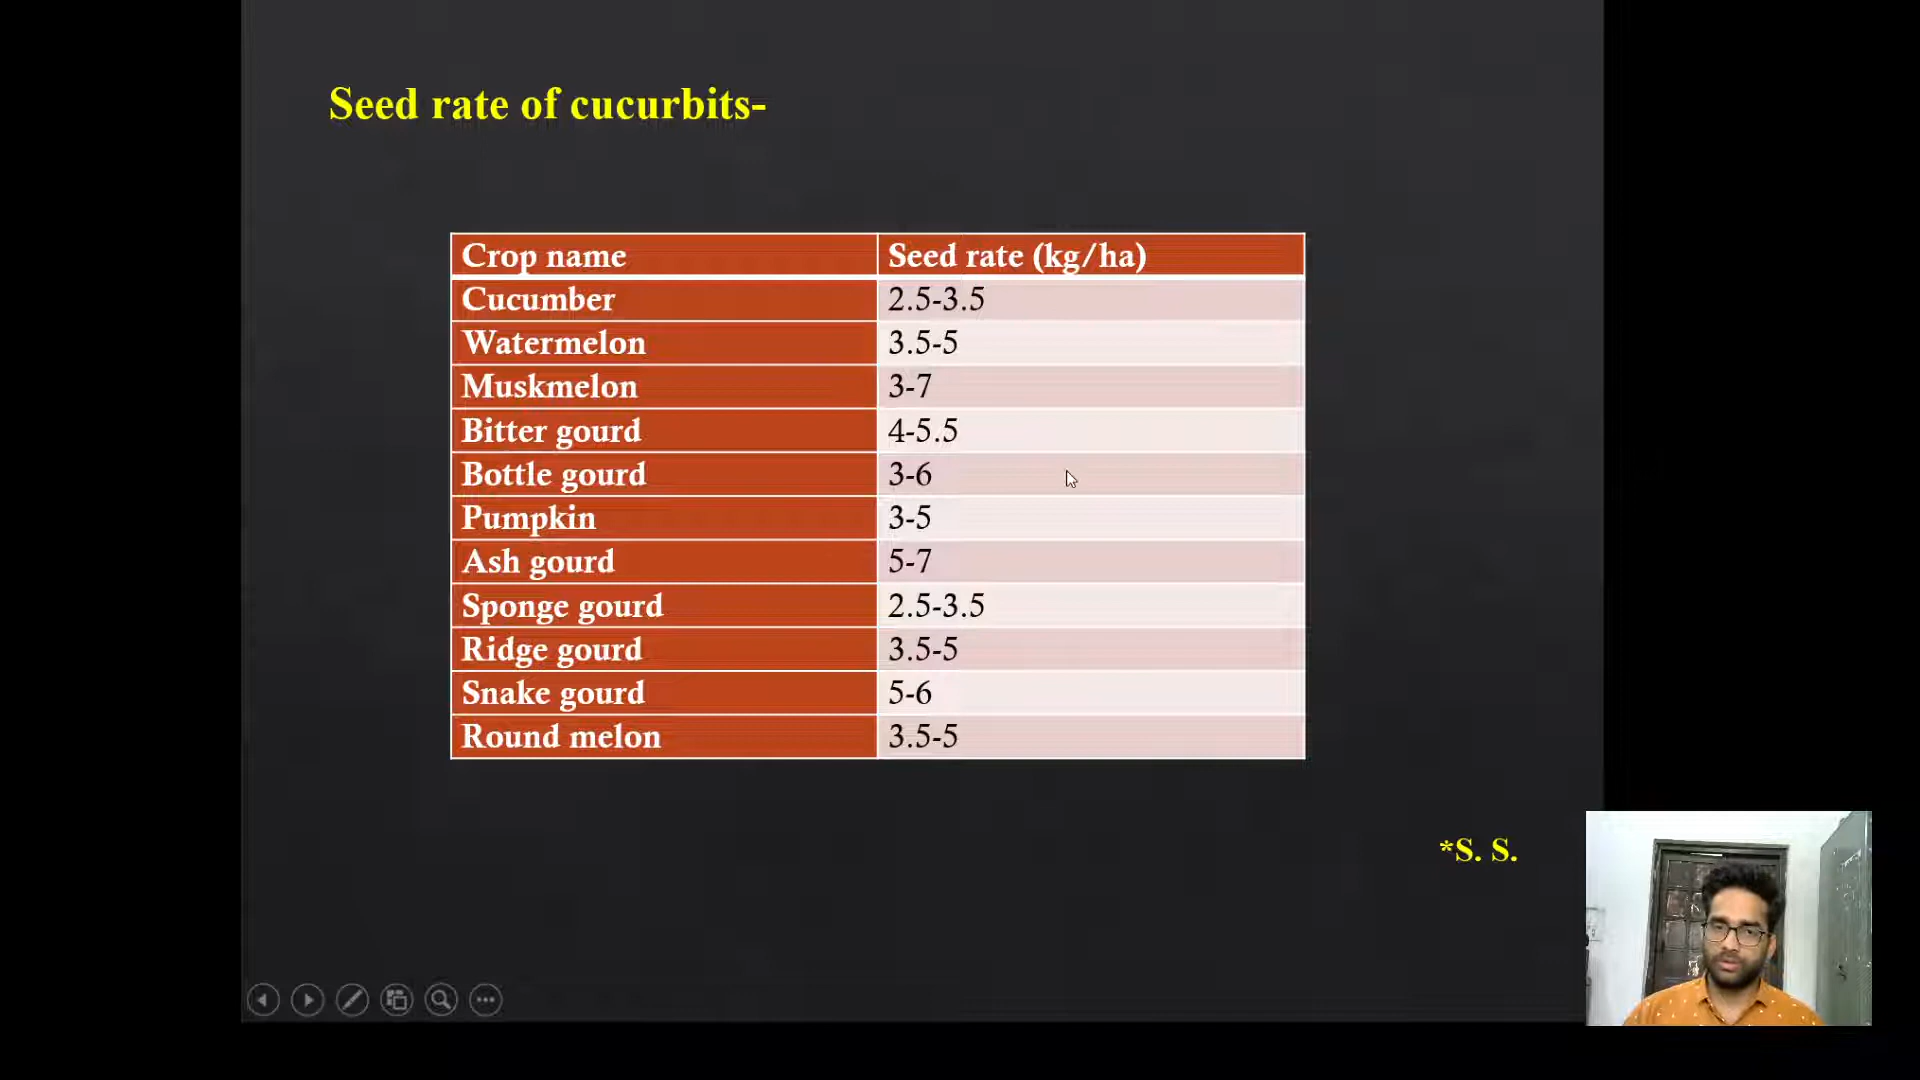 Seed rate of cucurbits-
Crop name Seed rate (kg/ha)
Cucumber 2.5-3.5
Watermelon 3.5-5
Muskmelon 3-7
Bitter gourd 4-5.5
Bottle gourd 3-6
Pumpkin 3-5
Ash gourd 5-7
Sponge gourd 2.5-3.5
Ridge gourd 3.5-5
Snake gourd 5-6
Round melon 3.5-5
*S. S.